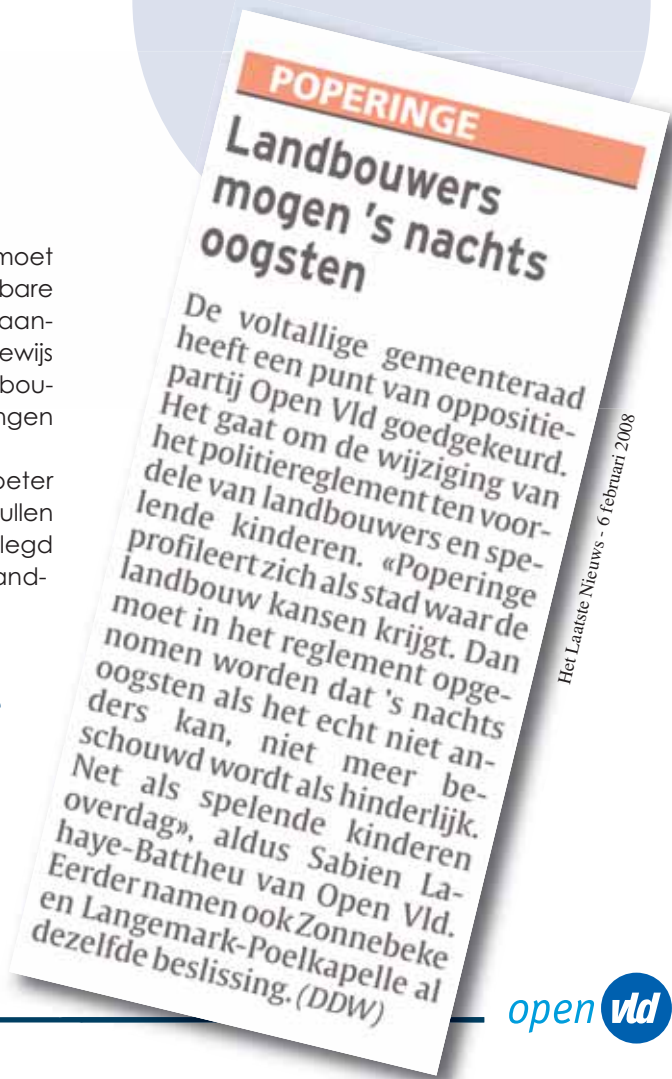 moet
bare
aan-
ewijs
bou-
ngen
beter
ullen
legd
and-
POPERINGE
Landbouwers
mogen 's nachts
oogsten
De voltallige gemeenteraad
heeft een punt van oppositie-
partij Open Vld goedgekeurd.
Het gaat om de wijziging van
het politiereglement ten voor-
dele van landbouwers en spe-
lende kinderen. «Poperinge
profileert zich als stad waar de
landbouw kansen krijgt. Dan
moet in het reglement opge-
nomen worden dat 's nachts
oogsten als het echt niet an-
ders kan, niet meer be-
schouwd wordt als hinderlijk.
Net als spelende kinderen
overdag», aldus Sabien La-
haye-Battheu van Open Vld.
Eerder namen ook Zonnebeke
en Langemark-Poelkapelle al
dezelfde beslissing. (DDW)
Het Laatste Nieuws - 6 februari 2008
open vld